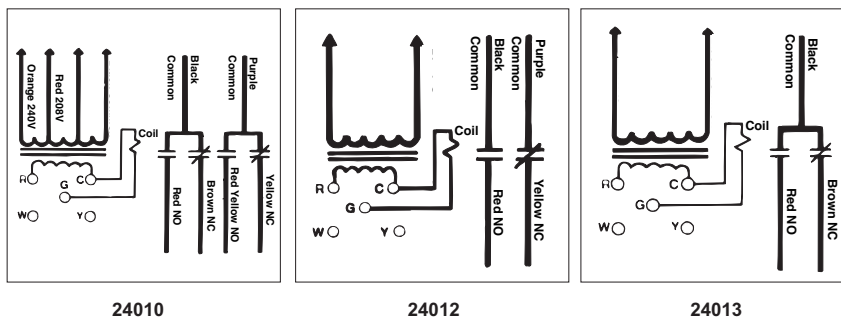 Orange 240V
Red 208V
Black
Common
Purple
Common
Coil
R
C
G
W
Y
Red NO
Brown NC
Red Yellow NO
Yellow NC
24010
Black
Common
Purple
Common
Coil
R
C
G
W
Y
Red NO
Yellow NC
24012
Black
Common
Coil
R
C
G
W
Y
Red NO
Brown NC
24013